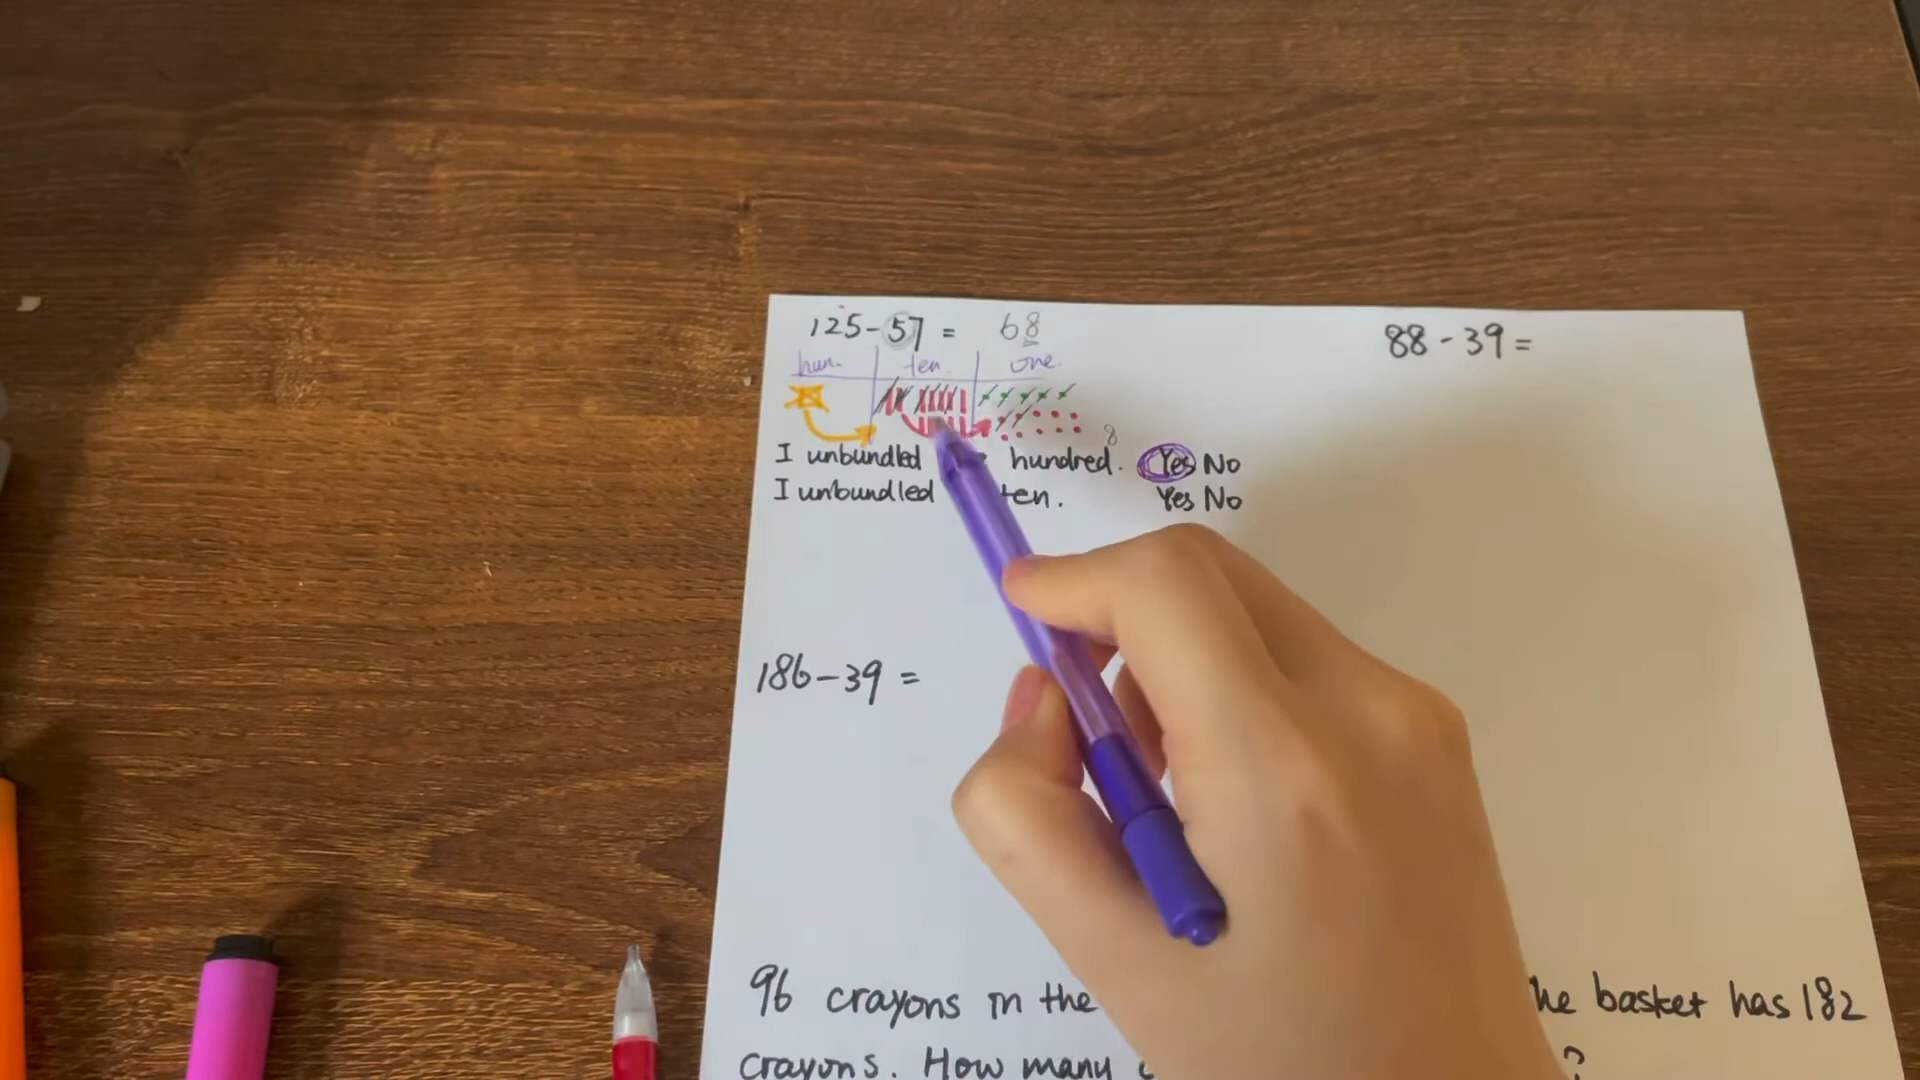 125-57 = 68
88-39=
hun. ten. one.
8
I unbundled hundred. Yes No
I unbundled ten. Yes No
186-39 =
96 crayons in the basket has 182
crayons. How many ?